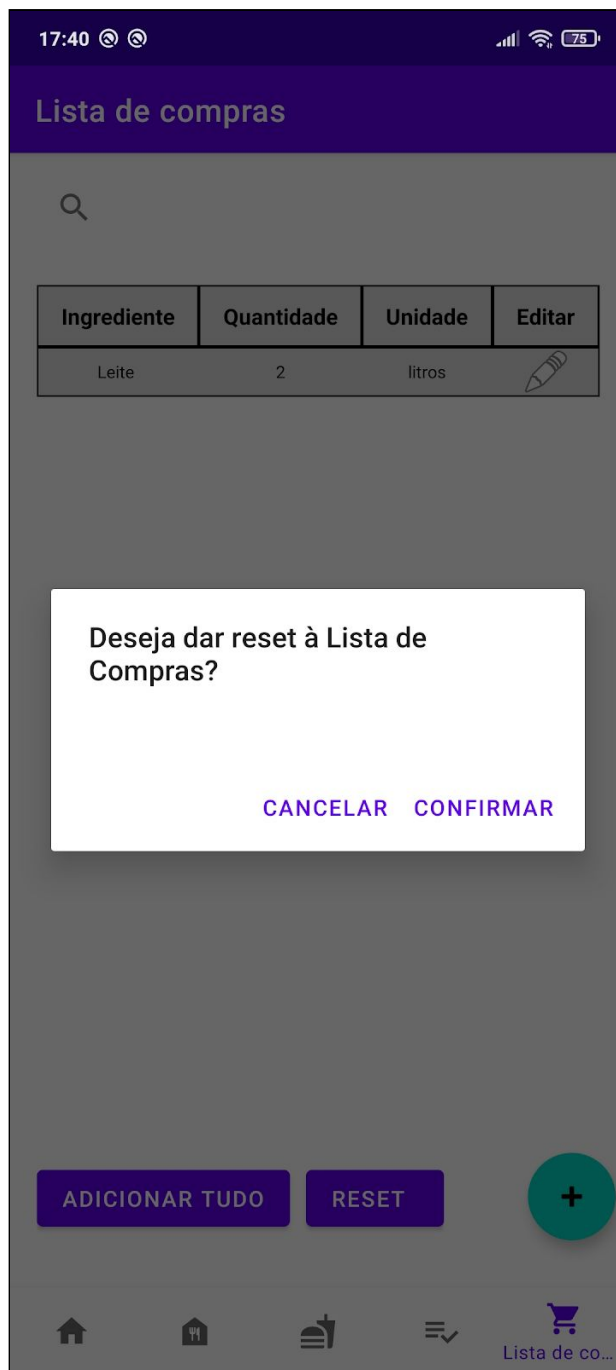 17:40 75
Lista de compras
Ingrediente Quantidade Unidade Editar
Leite 2 litros
Deseja dar reset à Lista de
Compras?
CANCELAR CONFIRMAR
ADICIONAR TUDO RESET +
Lista de co...